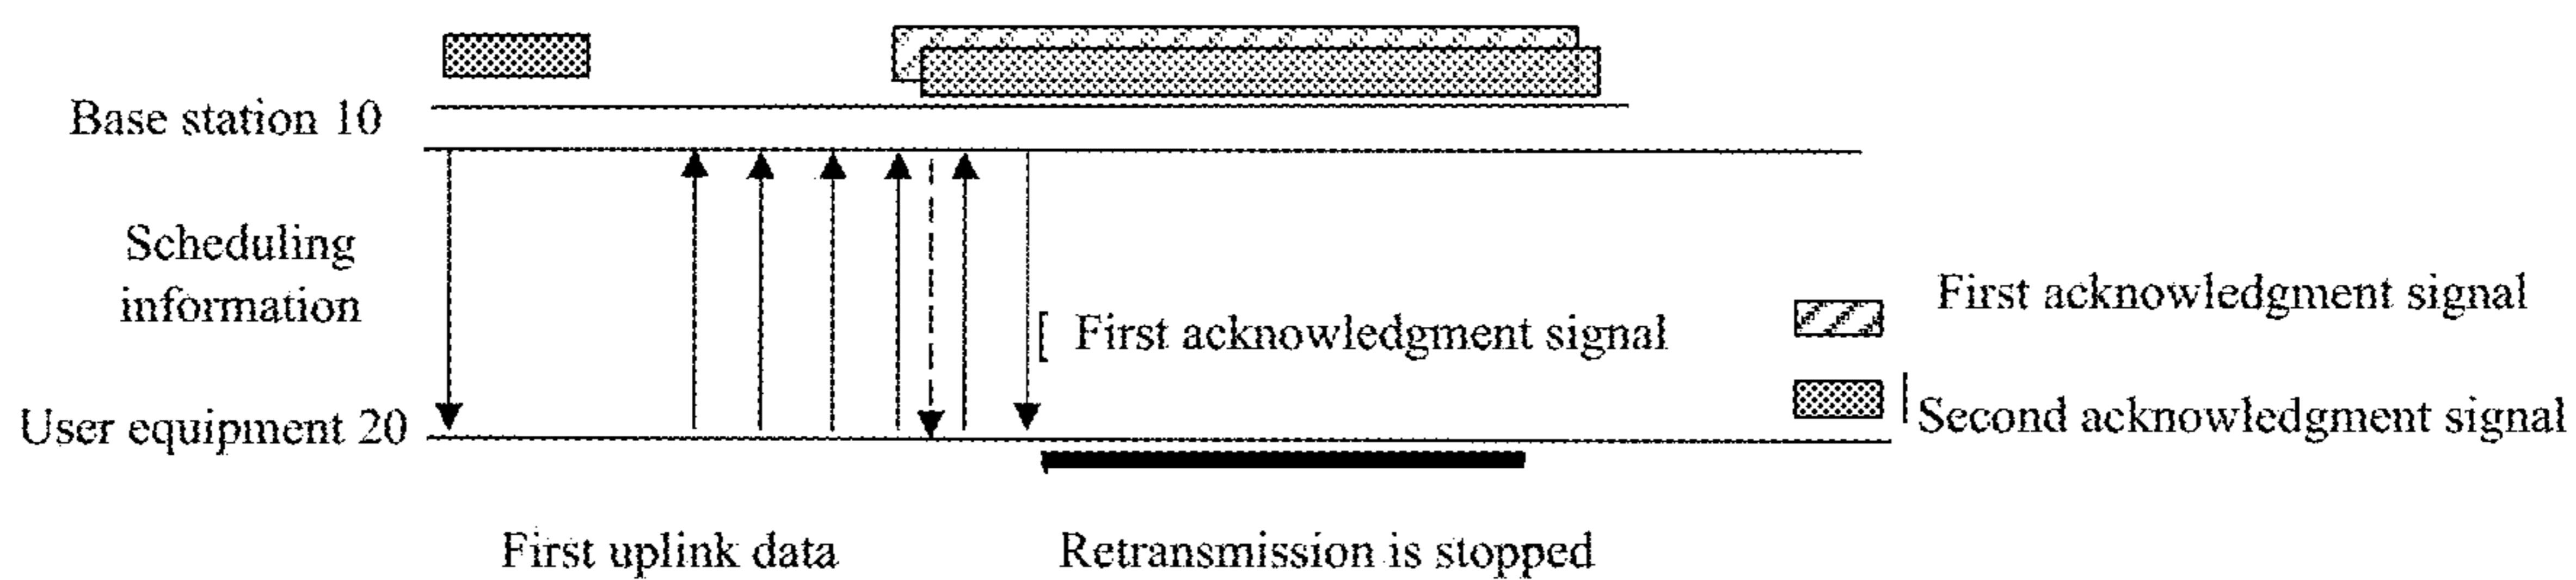 Base station 10
Scheduling
information
First acknowledgment signal
First acknowledgment signal
User equipment 20
Second acknowledgment signal
First uplink data
Retransmission is stopped